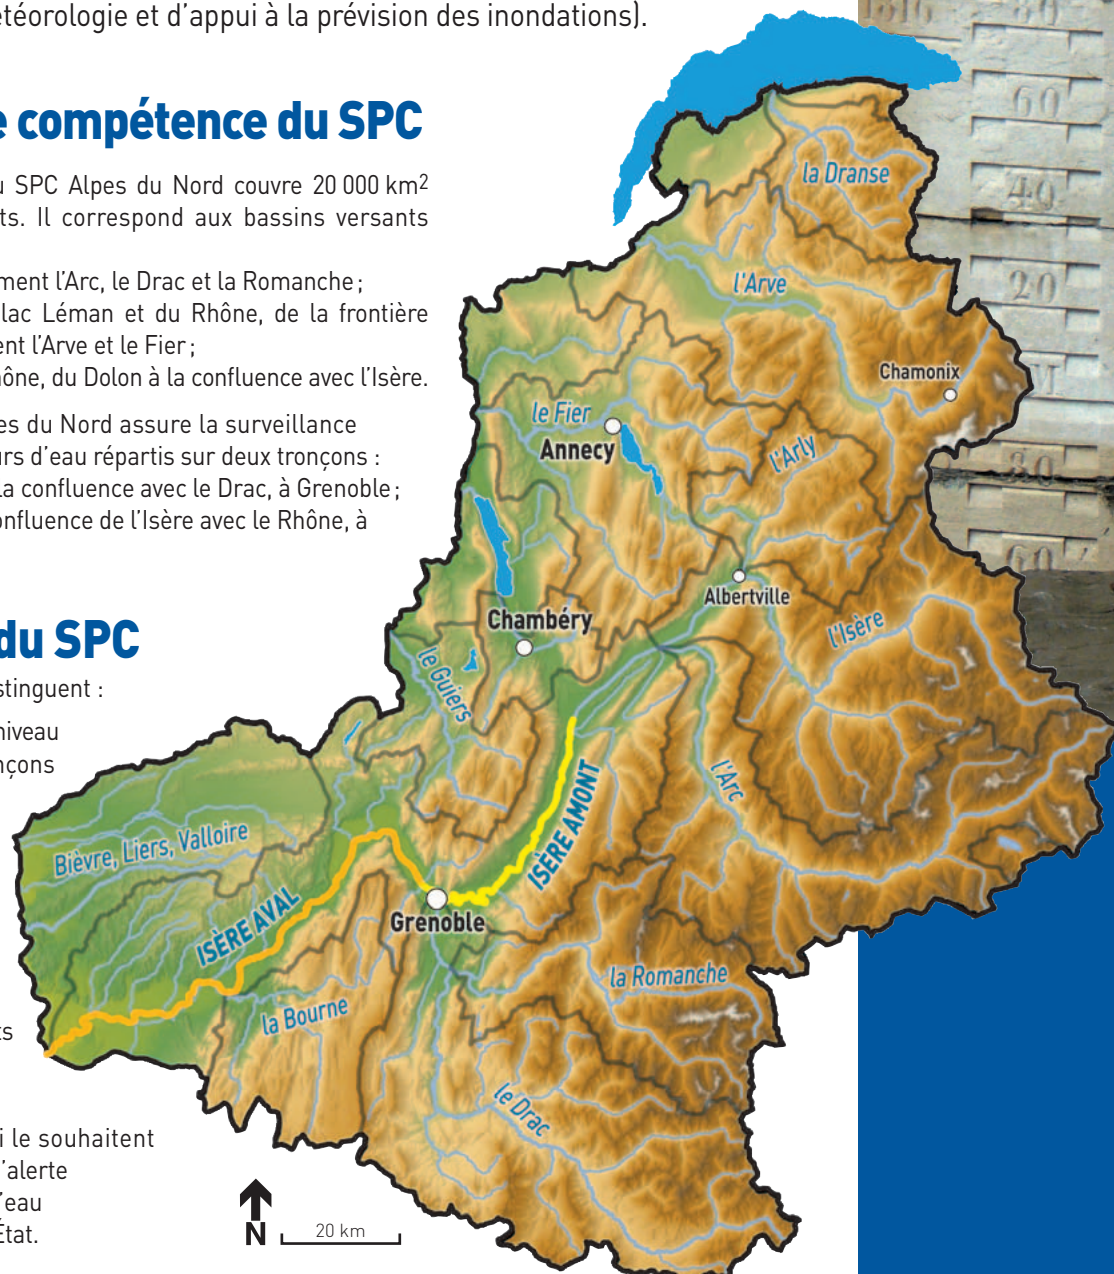 étéorologie et d’appui à la prévision des inondations).
e compétence du SPC
u SPC Alpes du Nord couvre 20 000 km²
ts. Il correspond aux bassins versants
ment l’Arc, le Drac et la Romanche ;
lac Léman et du Rhône, de la frontière
ent l’Arve et le Fier ;
hône, du Dolon à la confluence avec l’Isère.
es du Nord assure la surveillance
urs d’eau répartis sur deux tronçons :
la confluence avec le Drac, à Grenoble ;
onfluence de l’Isère avec le Rhône, à
du SPC
stinguent :
niveau
nçons
ts
i le souhaitent
’alerte
’eau
État.
la Dranse
l’Arve
Chamonix
le Fier
Annecy
l’Arly
Albertville
Chambéry
l’Isère
le Guiers
l’Arc
ISÈRE AMONT
Bièvre, Liers, Valloire
ISÈRE AVAL
Grenoble
la Romanche
la Bourne
le Drac
N
20 km
80
60
40
20
80
60